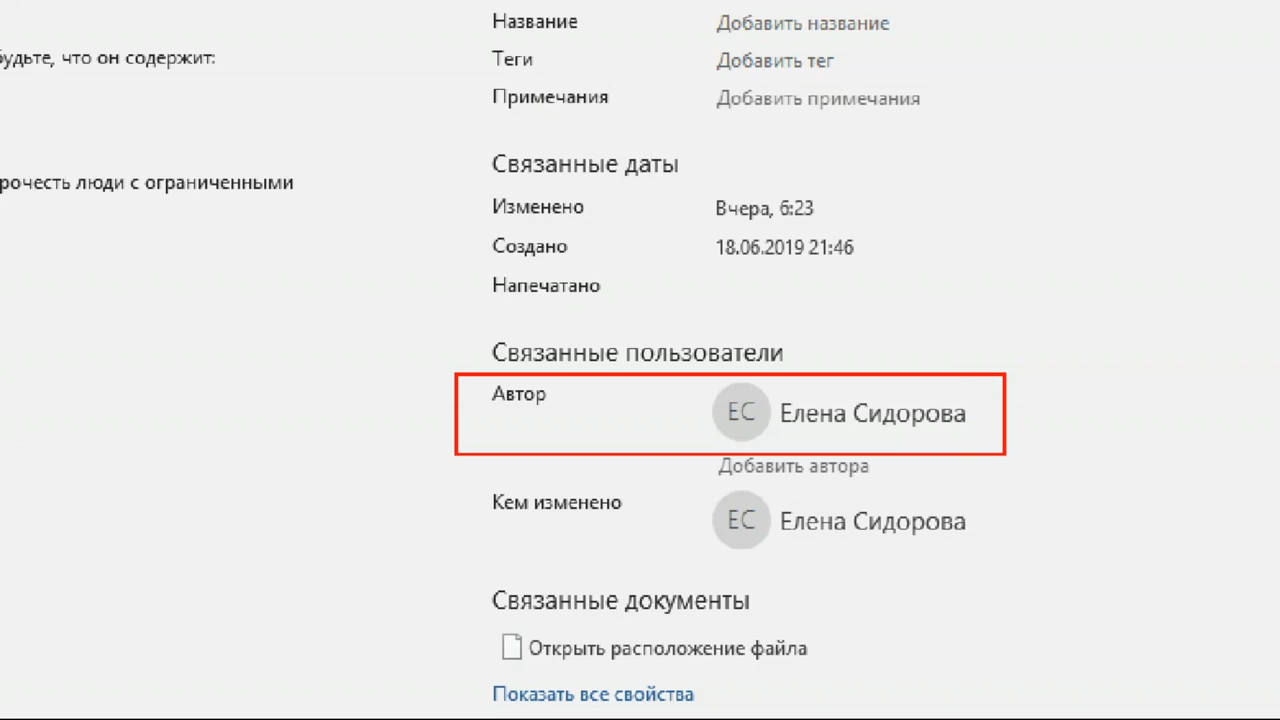 Название Добавить название
будьте, что он содержит:
Теги Добавить тег
Примечания Добавить примечания
Связанные даты
рочесть люди с ограниченными
Изменено Вчера, 6:23
Создано 18.06.2019 21:46
Напечатано
Связанные пользователи
Автор
ЕС Елена Сидорова
Добавить автора
Кем изменено
ЕС Елена Сидорова
Связанные документы
Открыть расположение файла
Показать все свойства